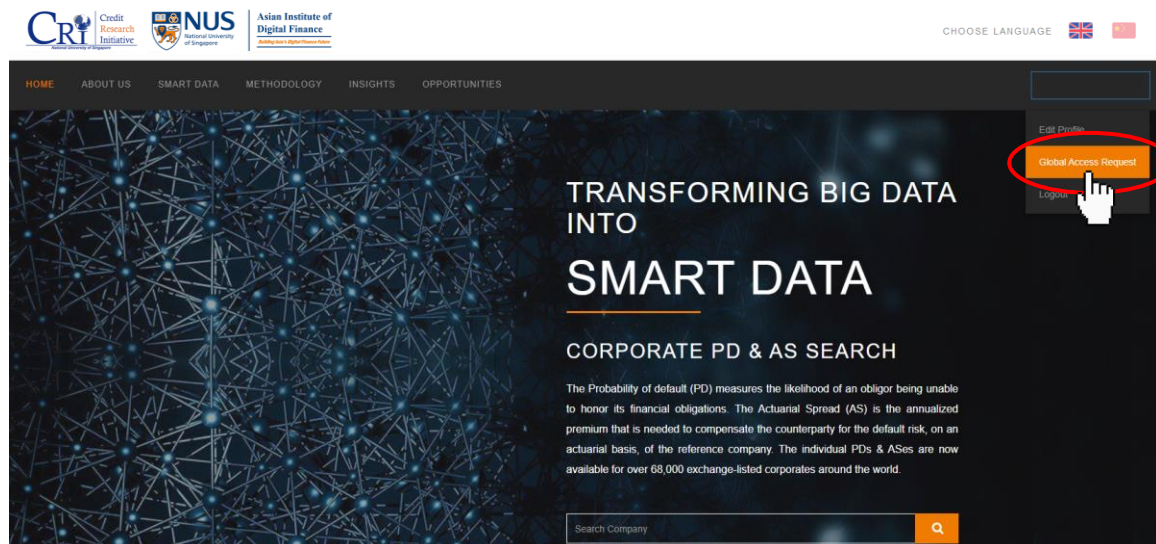 CRI
Credit
Research
Initiative
National University of Singapore
NUS
National University
of Singapore
Asian Institute of
Digital Finance
Building Asia's Digital Finance Future
CHOOSE LANGUAGE
HOME ABOUT US SMART DATA METHODOLOGY INSIGHTS OPPORTUNITIES
Edit Profile
Global Access Request
Logout
TRANSFORMING BIG DATA
INTO
SMART DATA
CORPORATE PD & AS SEARCH
The Probability of default (PD) measures the likelihood of an obligor being unable
to honor its financial obligations. The Actuarial Spread (AS) is the annualized
premium that is needed to compensate the counterparty for the default risk, on an
actuarial basis, of the reference company. The individual PDs & ASes are now
available for over 68,000 exchange-listed corporates around the world.
Search Company